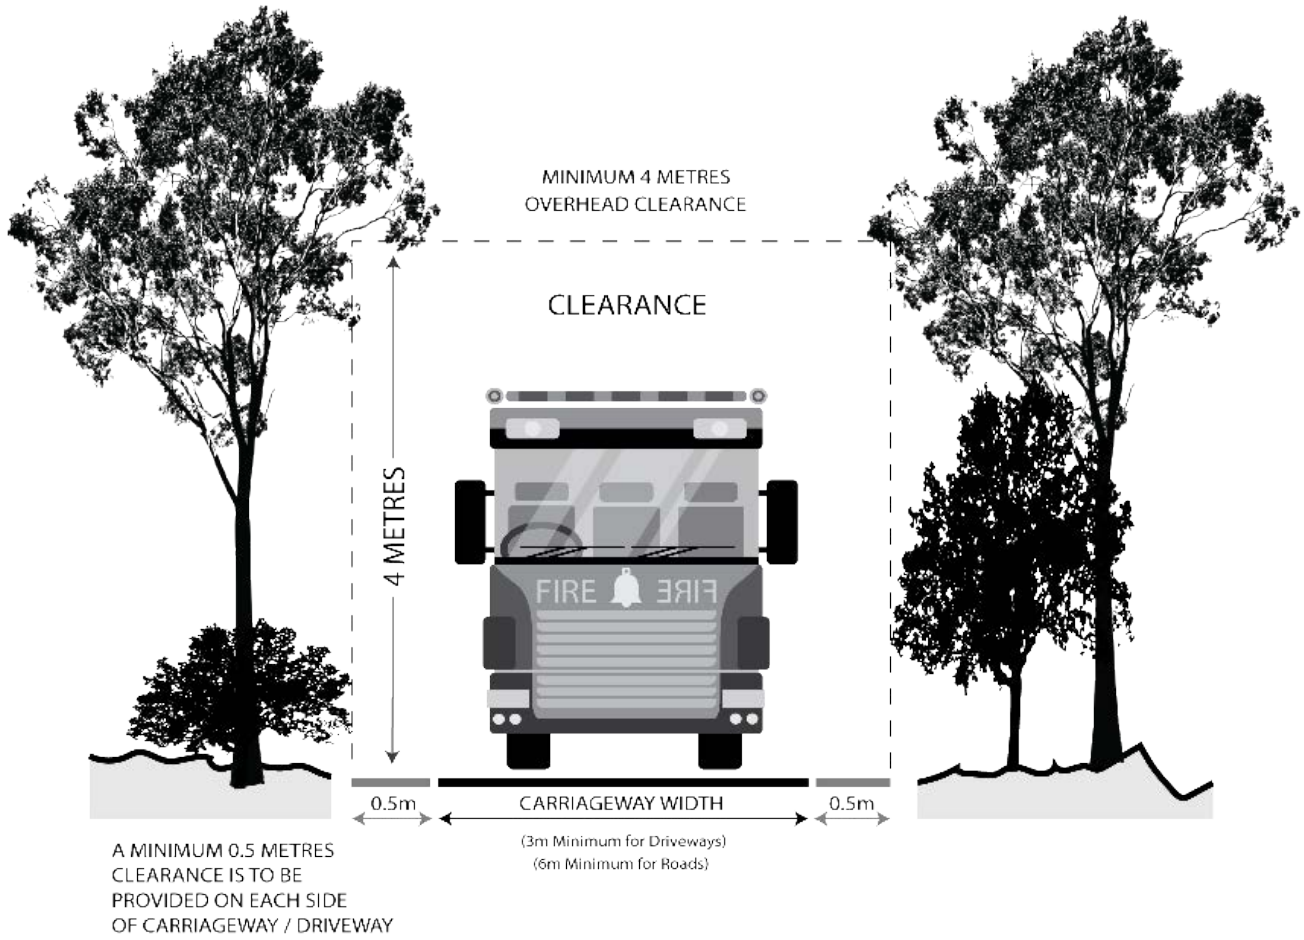 MINIMUM 4 METRES
OVERHEAD CLEARANCE
CLEARANCE
4 METRES
FIRE FIRE
0.5m
CARRIAGEWAY WIDTH
0.5m
(3m Minimum for Driveways)
(6m Minimum for Roads)
A MINIMUM 0.5 METRES
CLEARANCE IS TO BE
PROVIDED ON EACH SIDE
OF CARRIAGEWAY / DRIVEWAY